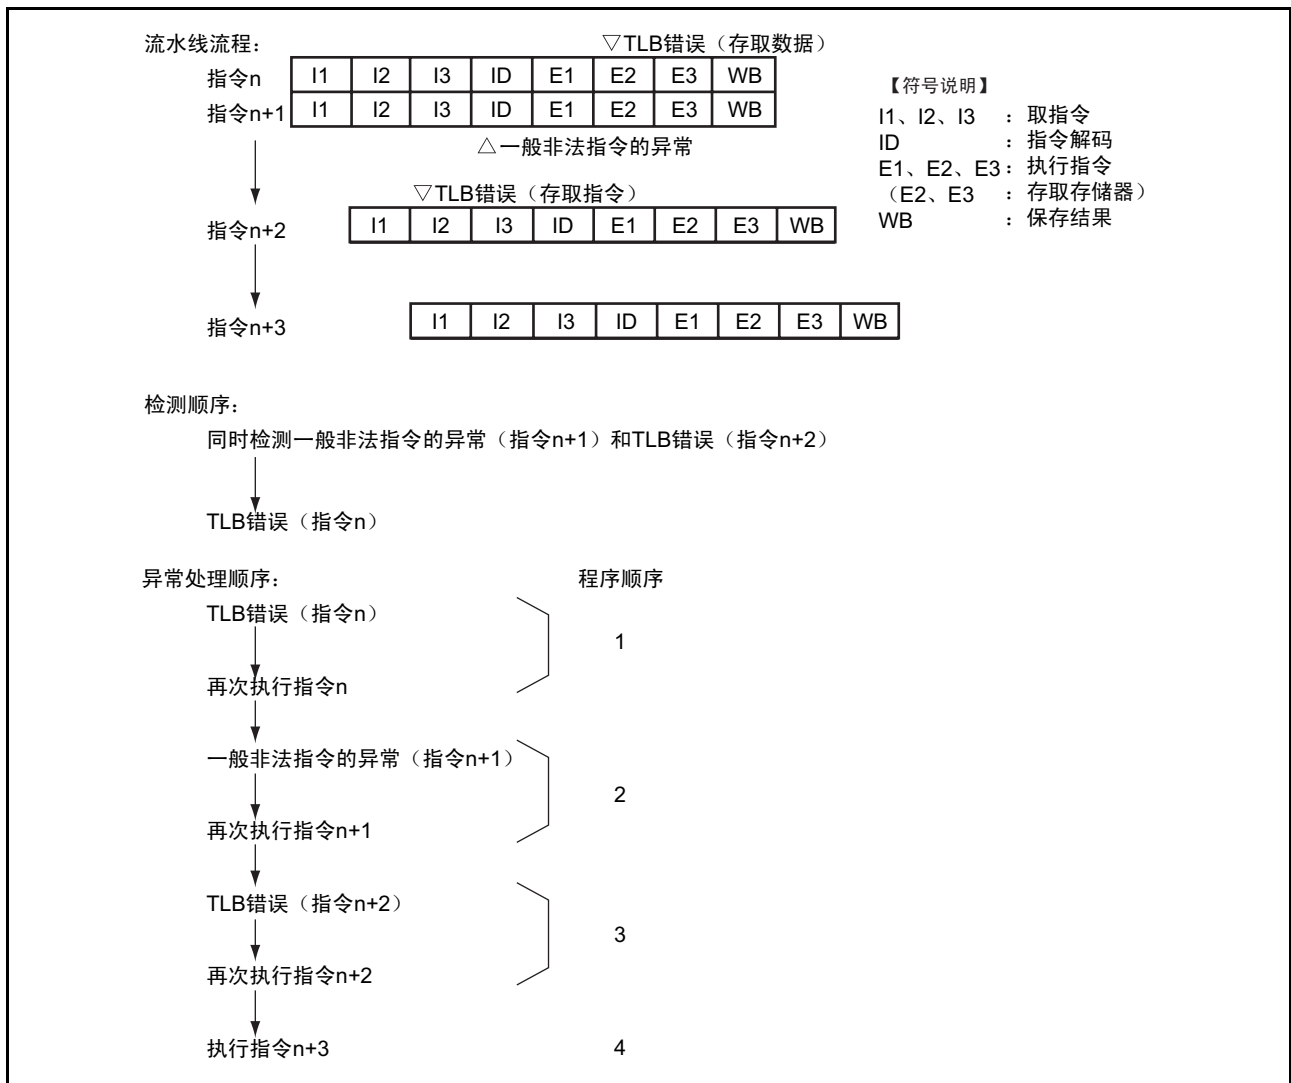 流水线流程：
▽TLB错误（存取数据）
指令n I1 I2 I3 ID E1 E2 E3 WB
指令n+1 I1 I2 I3 ID E1 E2 E3 WB
△一般非法指令的异常
▽TLB错误（存取指令）
指令n+2 I1 I2 I3 ID E1 E2 E3 WB
指令n+3 I1 I2 I3 ID E1 E2 E3 WB
【符号说明】
I1、I2、I3 ：取指令
ID ：指令解码
E1、E2、E3：执行指令
（E2、E3 ：存取存储器）
WB ：保存结果
检测顺序：
同时检测一般非法指令的异常（指令n+1）和TLB错误（指令n+2）
TLB错误（指令n）
异常处理顺序： 程序顺序
TLB错误（指令n）
1
再次执行指令n
一般非法指令的异常（指令n+1）
2
再次执行指令n+1
TLB错误（指令n+2）
3
再次执行指令n+2
执行指令n+3 4